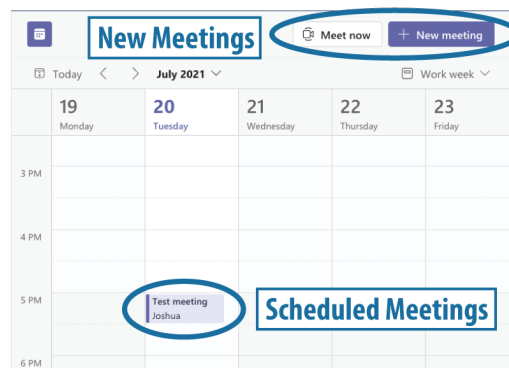 New Meetings
Meet now
+ New meeting
Today < > July 2021
Work week
19 20 21 22 23
Monday Tuesday Wednesday Thursday Friday
3 PM
4 PM
5 PM
Test meeting
Joshua
Scheduled Meetings
6 PM